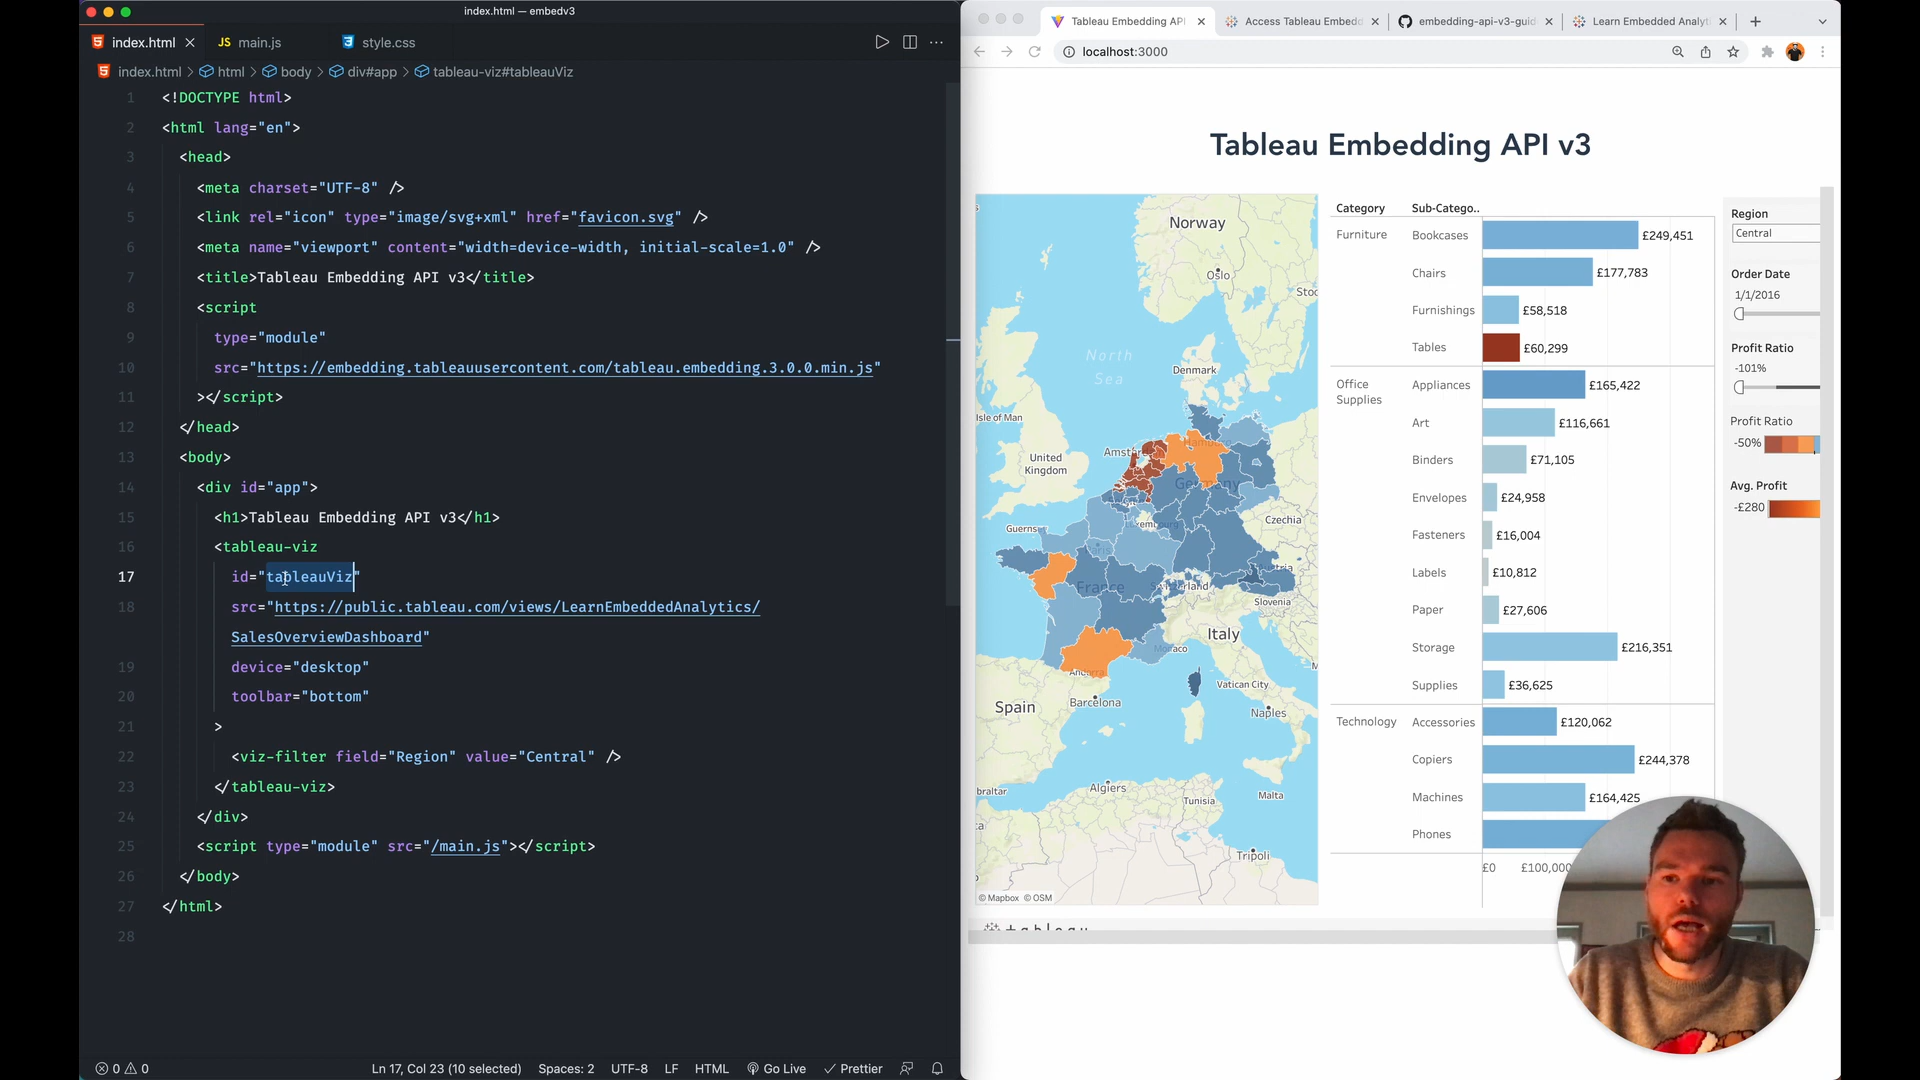 index.html — embedv3
index.html
JS main.js
style.css
index.html > html > body > div#app > tableau-viz#tableauViz
1 <!DOCTYPE html>
2 <html lang="en">
3 <head>
4 <meta charset="UTF-8" />
5 <link rel="icon" type="image/svg+xml" href="favicon.svg" />
6 <meta name="viewport" content="width=device-width, initial-scale=1.0" />
7 <title>Tableau Embedding API v3</title>
8 <script
9 type="module"
10 src="https://embedding.tableauusercontent.com/tableau.embedding.3.0.0.min.js"
11 ></script>
12 </head>
13 <body>
14 <div id="app">
15 <h1>Tableau Embedding API v3</h1>
16 <tableau-viz
17 id="tableauViz"
18 src="https://public.tableau.com/views/LearnEmbeddedAnalytics/
SalesOverviewDashboard"
19 device="desktop"
20 toolbar="bottom"
21 >
22 <viz-filter field="Region" value="Central" />
23 </tableau-viz>
24 </div>
25 <script type="module" src="/main.js"></script>
26 </body>
27 </html>
28
0 0
Ln 17, Col 23 (10 selected) Spaces: 2 UTF-8 LF HTML Go Live Prettier
Tableau Embedding API
Access Tableau Embedd
embedding-api-v3-guid
Learn Embedded Analyt
localhost:3000
Tableau Embedding API v3
Norway
Oslo
Stoc
North
Sea
Denmark
Isle of Man
United
Kingdom
Amst
Hamburg
Germany
Guerns
Paris
Czechia
France
Switzerland
Slovenia
Italy
Monaco
Andorra
Vatican City
Barcelona
Spain
Naples
Algiers
braltar
Tunisia
Malta
Tripoli
© Mapbox © OSM
Category Sub-Catego..
Furniture Bookcases £249,451
Chairs £177,783
Furnishings £58,518
Tables £60,299
Office
Supplies
Appliances £165,422
Art £116,661
Binders £71,105
Envelopes £24,958
Fasteners £16,004
Labels £10,812
Paper £27,606
Storage £216,351
Supplies £36,625
Technology Accessories £120,062
Copiers £244,378
Machines £164,425
Phones
£0 £100,000
Region
Central
Order Date
1/1/2016
Profit Ratio
-101%
Profit Ratio
-50%
Avg. Profit
-£280